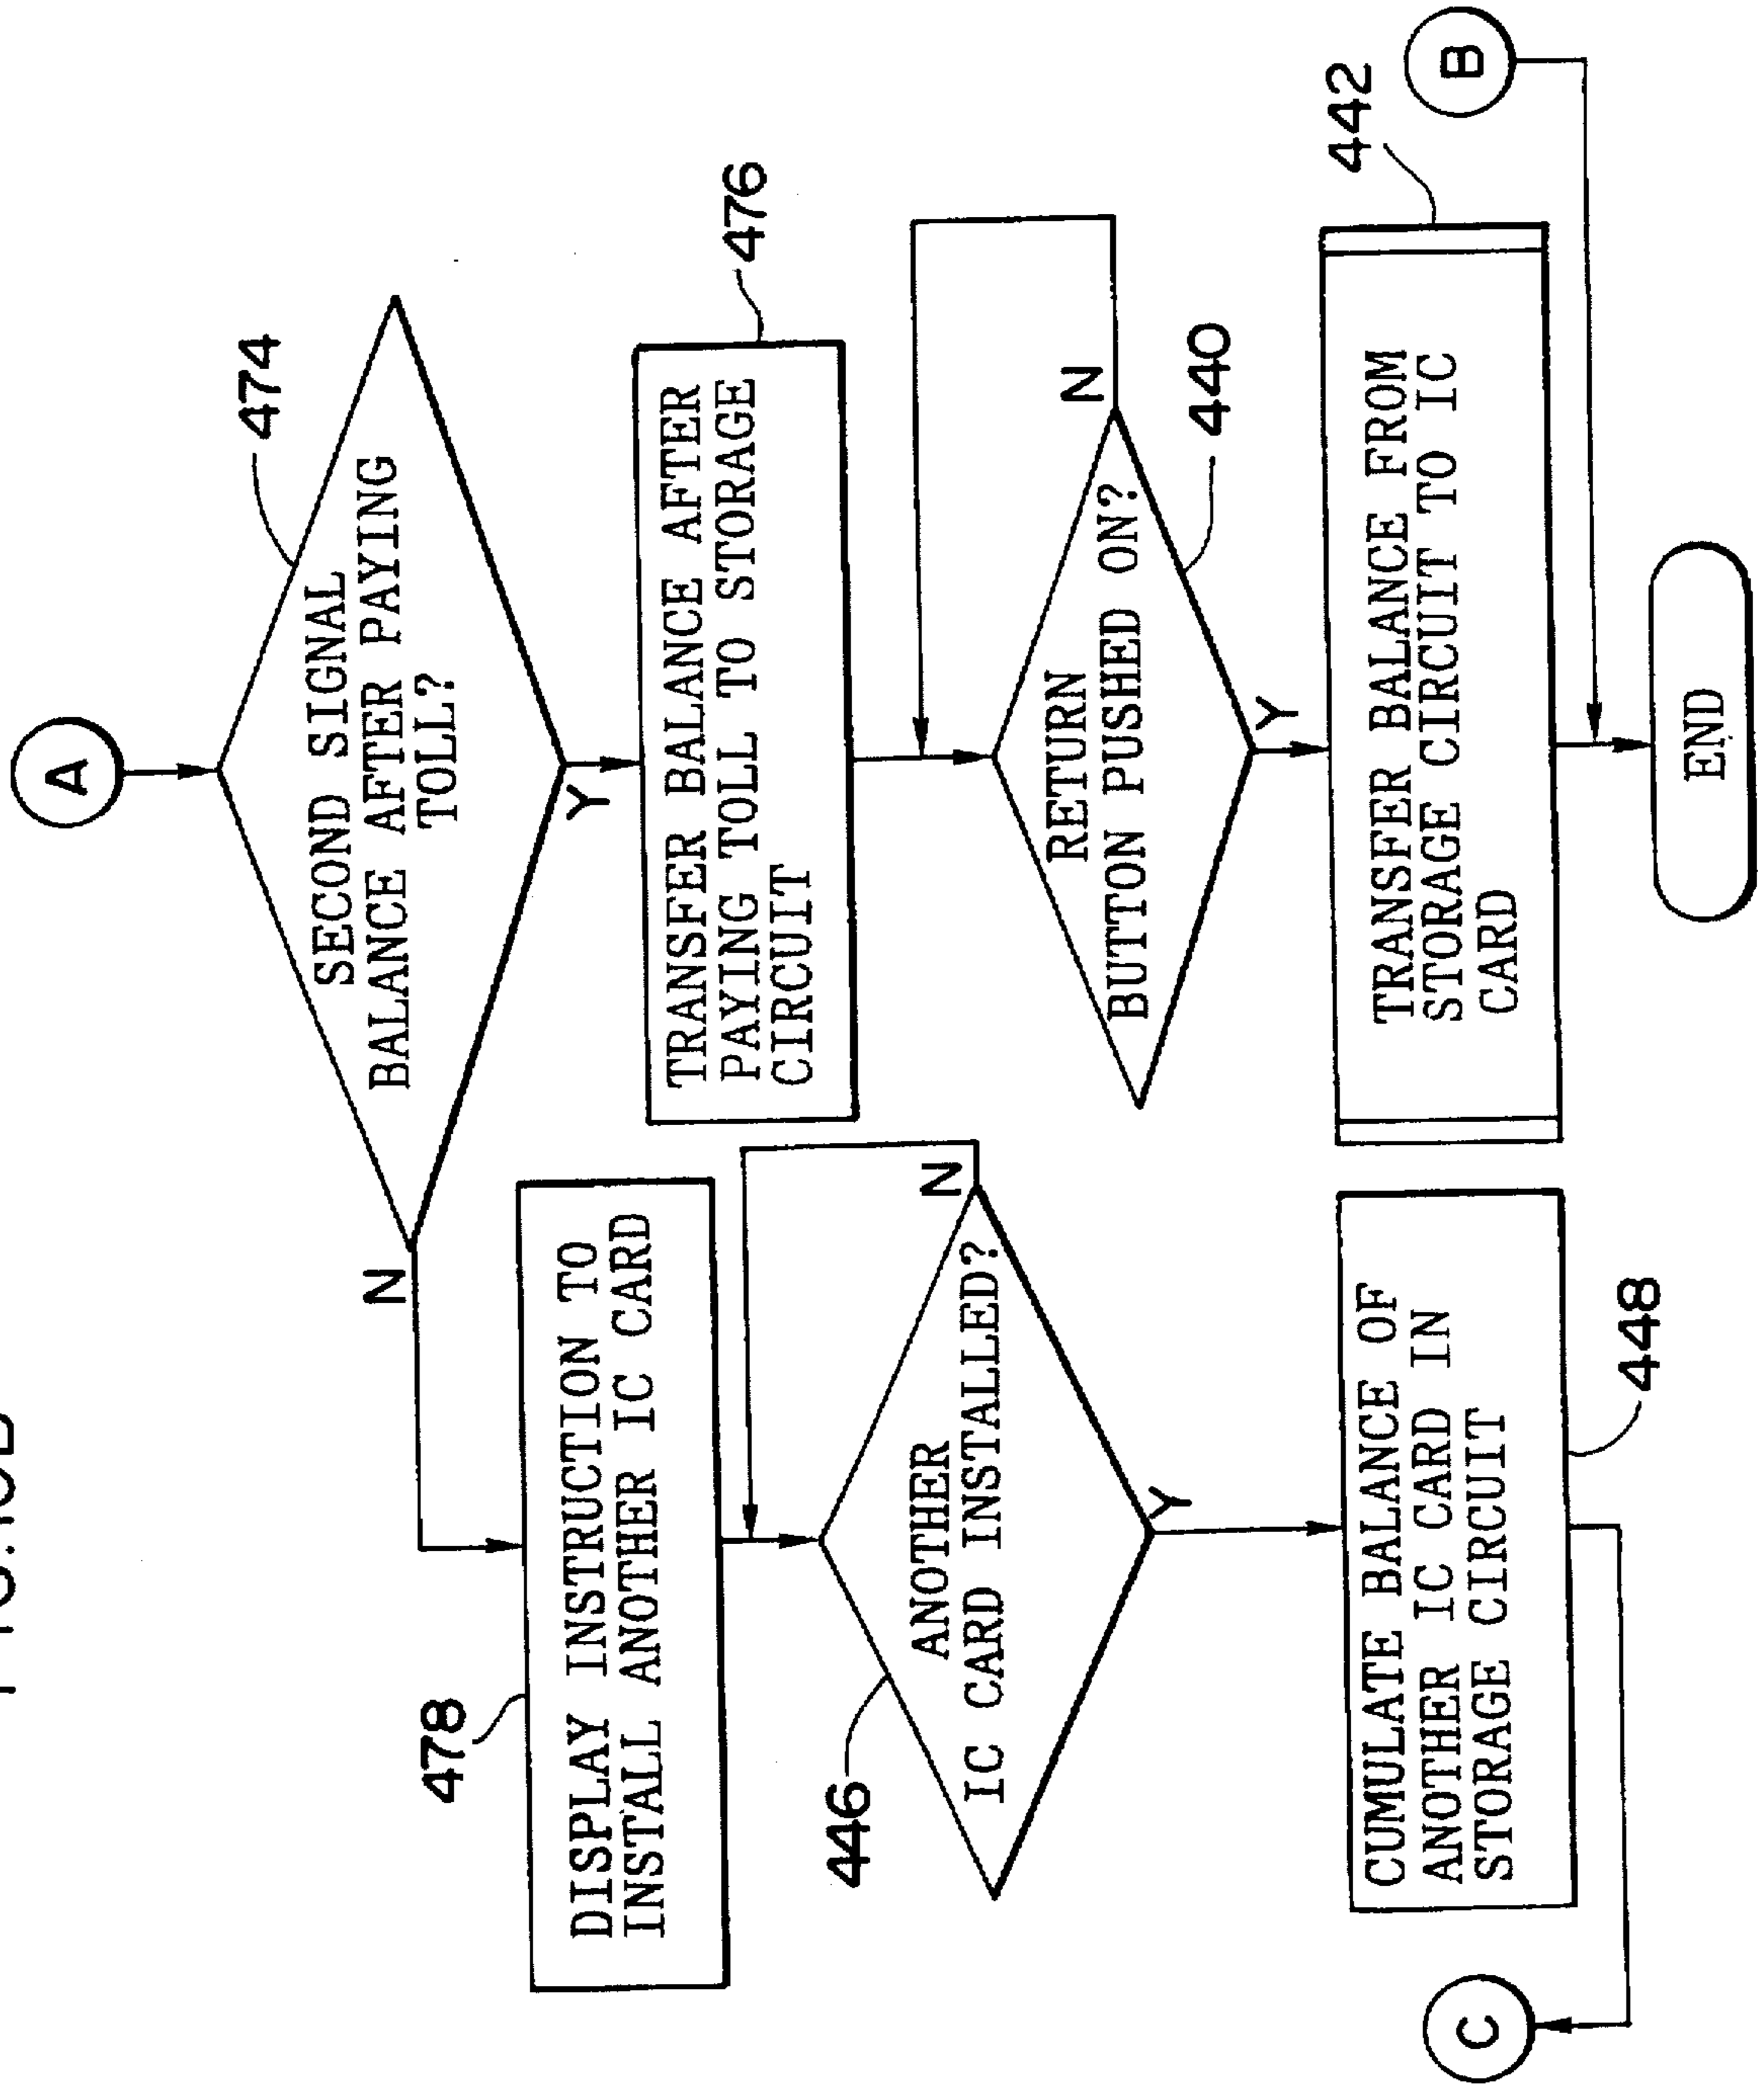 A
474
SECOND SIGNAL
BALANCE AFTER PAYING
TOLL?
N
Y
478
DISPLAY INSTRUCTION TO
INSTALL ANOTHER IC CARD
TRANSFER BALANCE AFTER
PAYING TOLL TO STORAGE
CIRCUIT
476
446
ANOTHER
IC CARD INSTALLED?
N
Y
RETURN
BUTTON PUSHED ON?
N
440
Y
CUMULATE BALANCE OF
ANOTHER IC CARD IN
STORAGE CIRCUIT
448
TRANSFER BALANCE FROM
STORAGE CIRCUIT TO IC
CARD
442
C
B
END